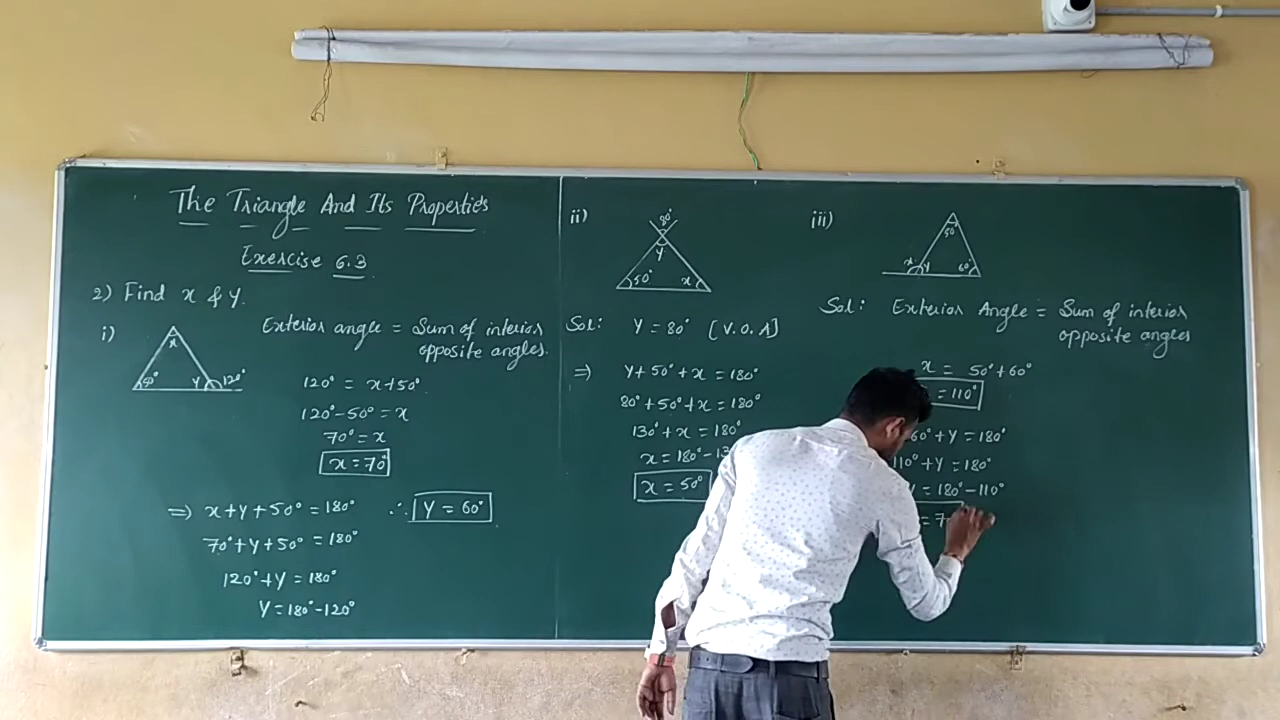 The Triangle And Its Properties
Exercise 6.3
2) Find x & y.
i)
x
50°
y
120°
Exterior angle = Sum of interior
opposite angles.
120° = x+50°
120°-50° = x
70° = x
x = 70°
=) x+y+50° = 180°
70°+y+50° = 180°
120°+y = 180°
y = 180°-120°
∴ y = 60°
ii)
80°
y
50°
x
Sol: y = 80° [V.O.A]
=) y+50°+x = 180°
80°+50°+x = 180°
130°+x = 180°
x = 180°-13
x = 50°
iii)
50°
x
y
60°
Sol: Exterior Angle = Sum of interior
opposite angles
x = 50°+60°
= 110°
60°+y = 180°
110°+y = 180°
y = 180°-110°
= 7